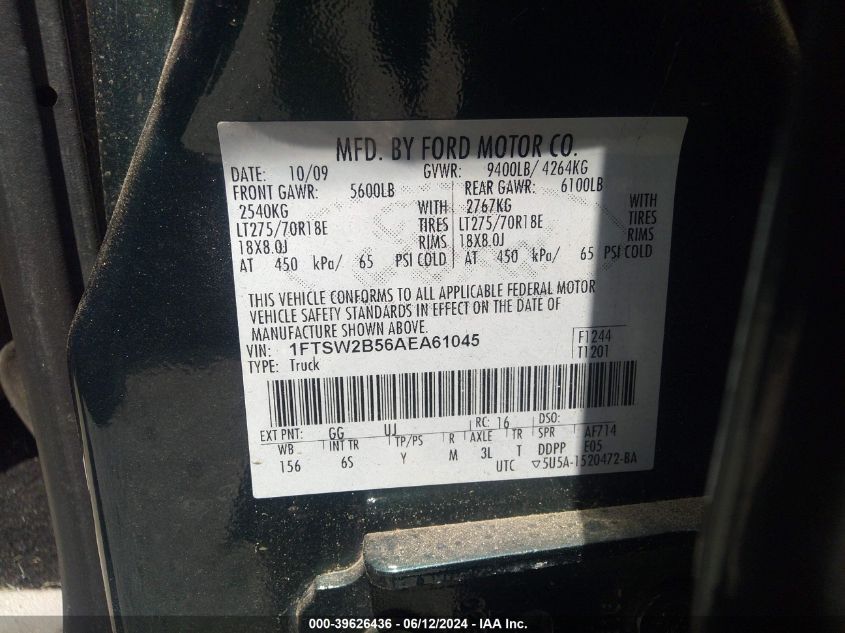 MFD. BY FORD MOTOR CO.
DATE: 10/09 GVWR: 9400LB/ 4264KG
FRONT GAWR: 5600LB REAR GAWR: 6100LB
2540KG WITH 2767KG WITH
LT275/70R18E TIRES LT275/70R18E TIRES
18X8.0J RIMS 18X8.0J RIMS
AT 450 kPa/ 65 PSI COLD AT 450 kPa/ 65 PSI COLD
THIS VEHICLE CONFORMS TO ALL APPLICABLE FEDERAL MOTOR
VEHICLE SAFETY STANDARDS IN EFFECT ON THE DATE OF
MANUFACTURE SHOWN ABOVE.
VIN: 1FTSW2B56AEA61045 F1244
TYPE: Truck T1201
EXT PNT: GG UJ RC: 16 DSO:
WB INT TR TP/PS R AXLE TR SPR AF714
156 6S Y M 3L T DDPP E05
UTC ▽5U5A-1520472-BA
000-39626436 - 06/12/2024 - IAAI.com